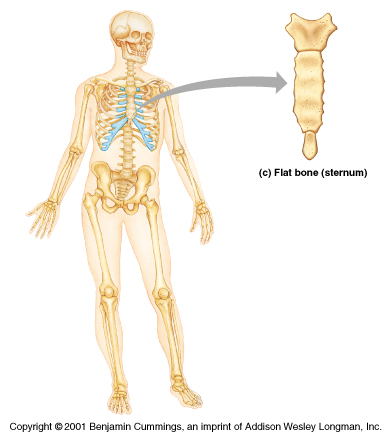 (c) Flat bone (sternum)
Copyright © 2001 Benjamin Cummings, an imprint of Addison Wesley Longman, Inc.